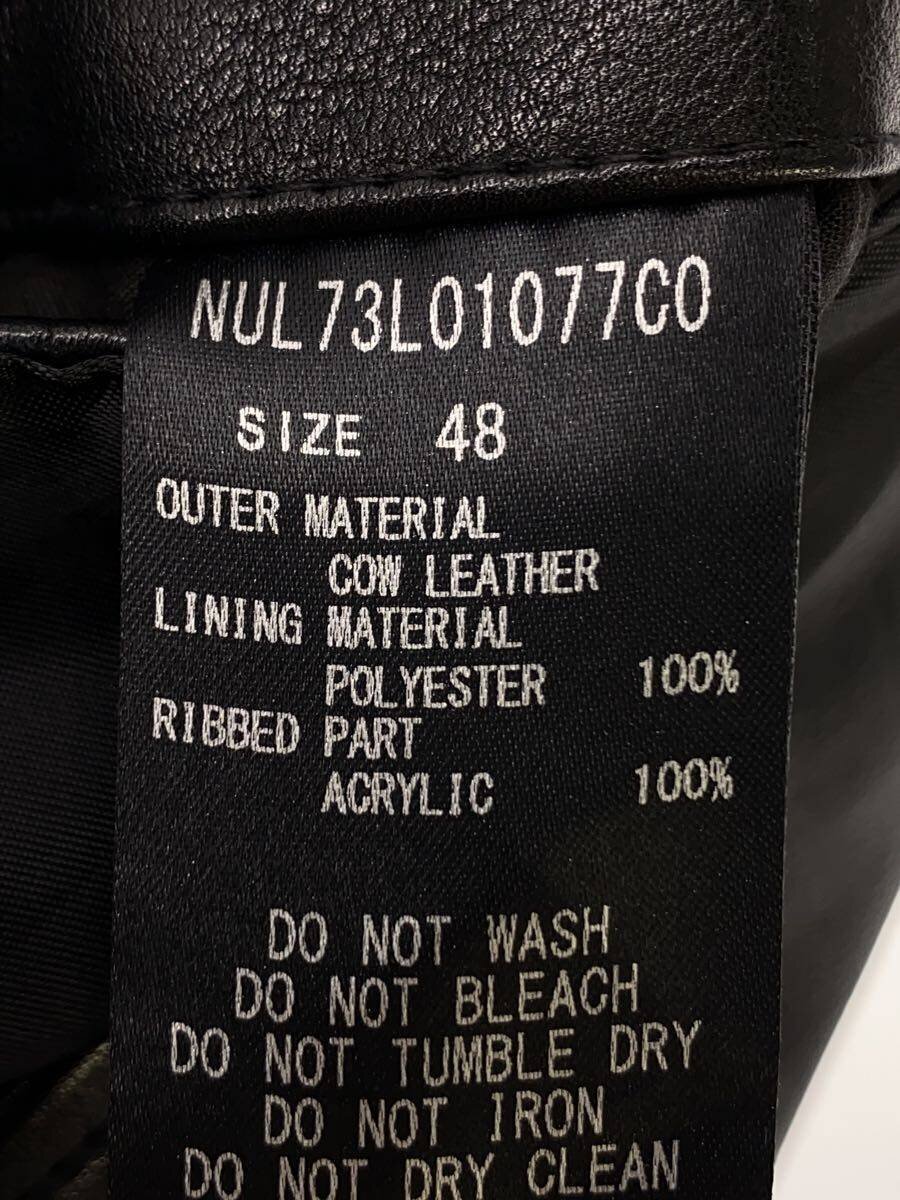 NUL73L01077C0
SIZE 48
OUTER MATERIAL
COW LEATHER
LINING MATERIAL
POLYESTER 100%
RIBBED PART
ACRYLIC 100%
DO NOT WASH
DO NOT BLEACH
DO NOT TUMBLE DRY
DO NOT IRON
DO NOT DRY CLEAN